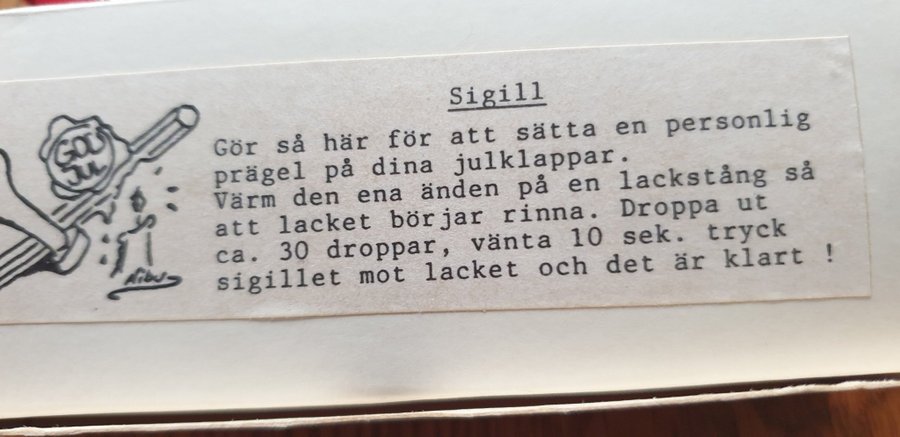 Sigill
Gör så här för att sätta en personlig
prägel på dina julklappar.
Värm den ena änden på en lackstång så
att lacket börjar rinna. Droppa ut
ca. 30 droppar, vänta 10 sek. tryck
sigillet mot lacket och det är klart !
GOD
JUL